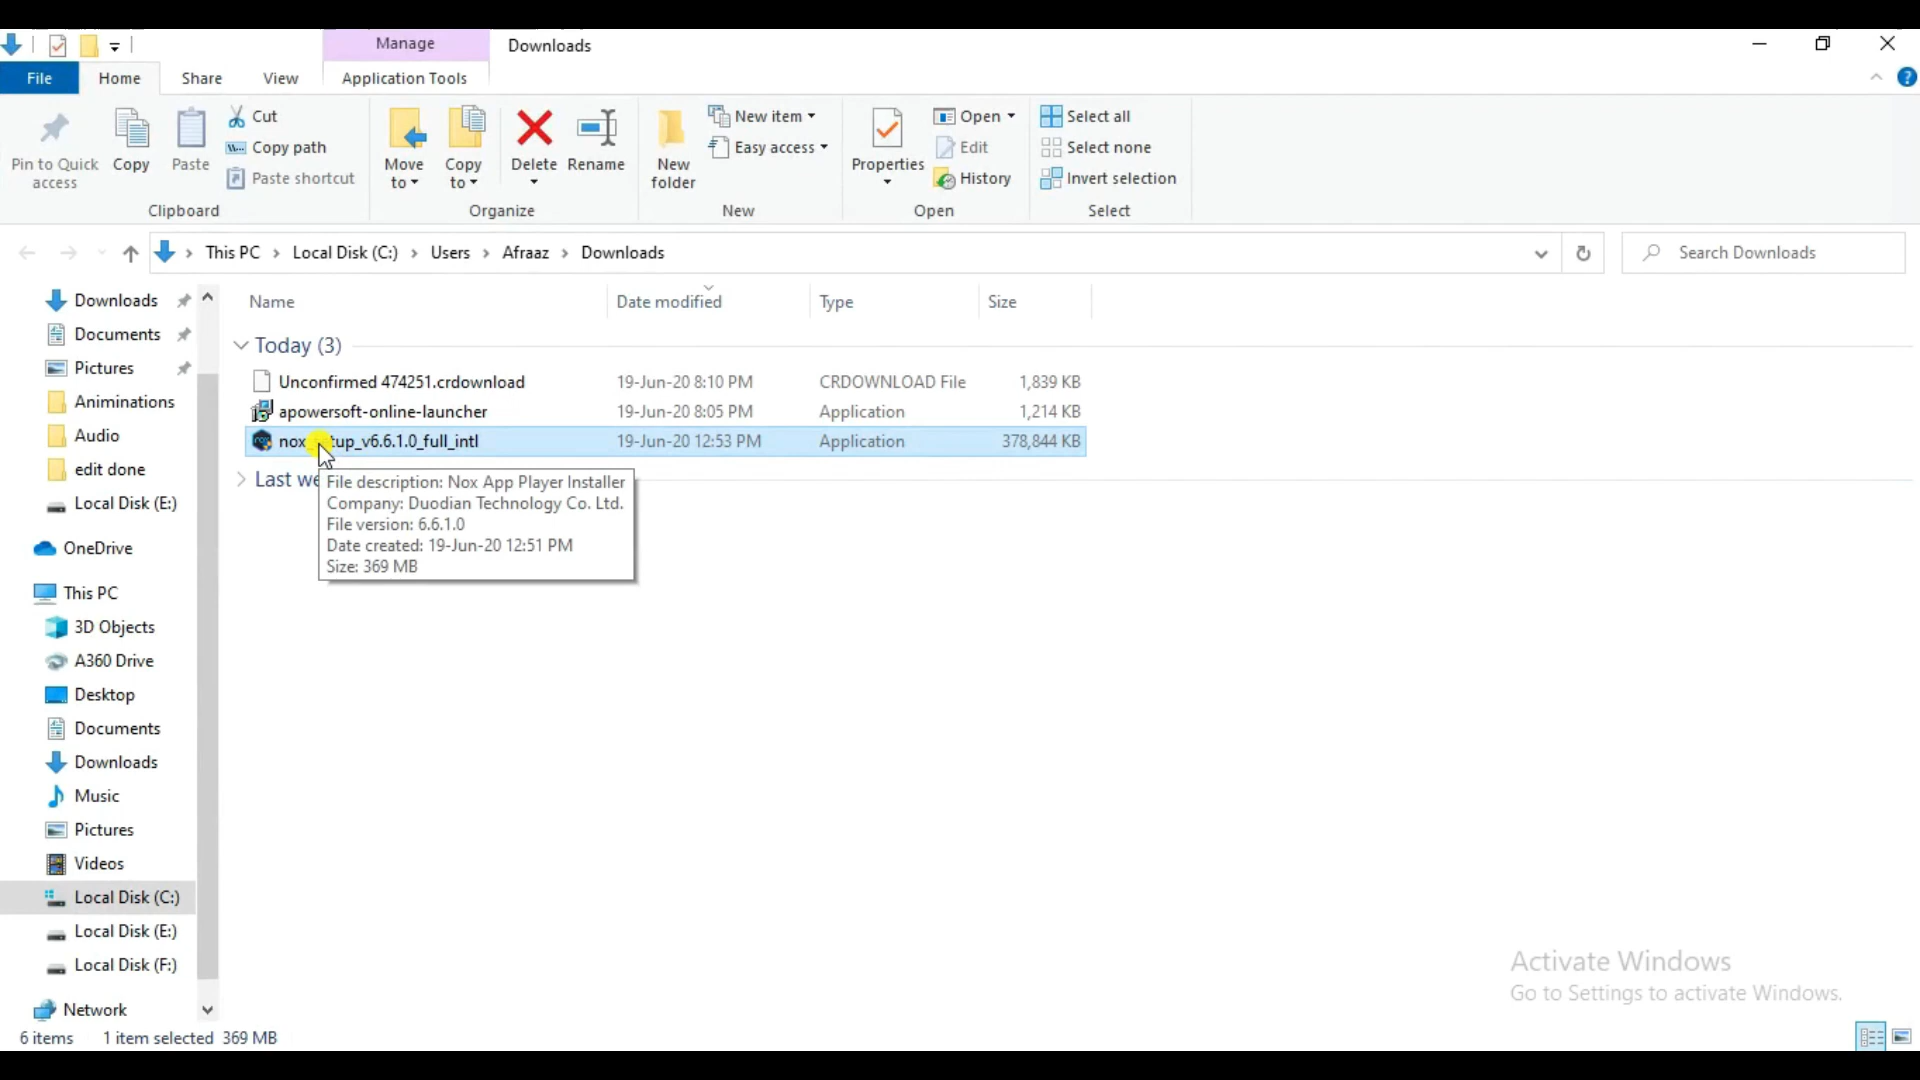 Manage
Downloads
File
Home
Share
View
Application Tools
Pin to Quick
access
Copy
Paste
Cut
Copy path
Paste shortcut
Clipboard
Move
to
Copy
to
Delete
Rename
Organize
New
folder
New item
Easy access
New
Properties
Open
Edit
History
Open
Select all
Select none
Invert selection
Select
This PC > Local Disk (C:) > Users > Afraaz > Downloads
Search Downloads
Downloads
Documents
Pictures
Animinations
Audio
edit done
Local Disk (E:)
OneDrive
This PC
3D Objects
A360 Drive
Desktop
Documents
Downloads
Music
Pictures
Videos
Local Disk (C:)
Local Disk (E:)
Local Disk (F:)
Network
Name Date modified Type Size
Today (3)
Unconfirmed 474251.crdownload 19-Jun-20 8:10 PM CRDOWNLOAD File 1,839 KB
apowersoft-online-launcher 19-Jun-20 8:05 PM Application 1,214 KB
tup_v6.6.1.0_full_intl 19-Jun-20 12:53 PM Application 378,844 KB
Last
File description: Nox App Player Installer
Company: Duodian Technology Co. Ltd.
File version: 6.6.1.0
Date created: 19-Jun-20 12:51 PM
Size: 369 MB
Activate Windows
Go to Settings to activate Windows.
6 items 1 item selected 369 MB